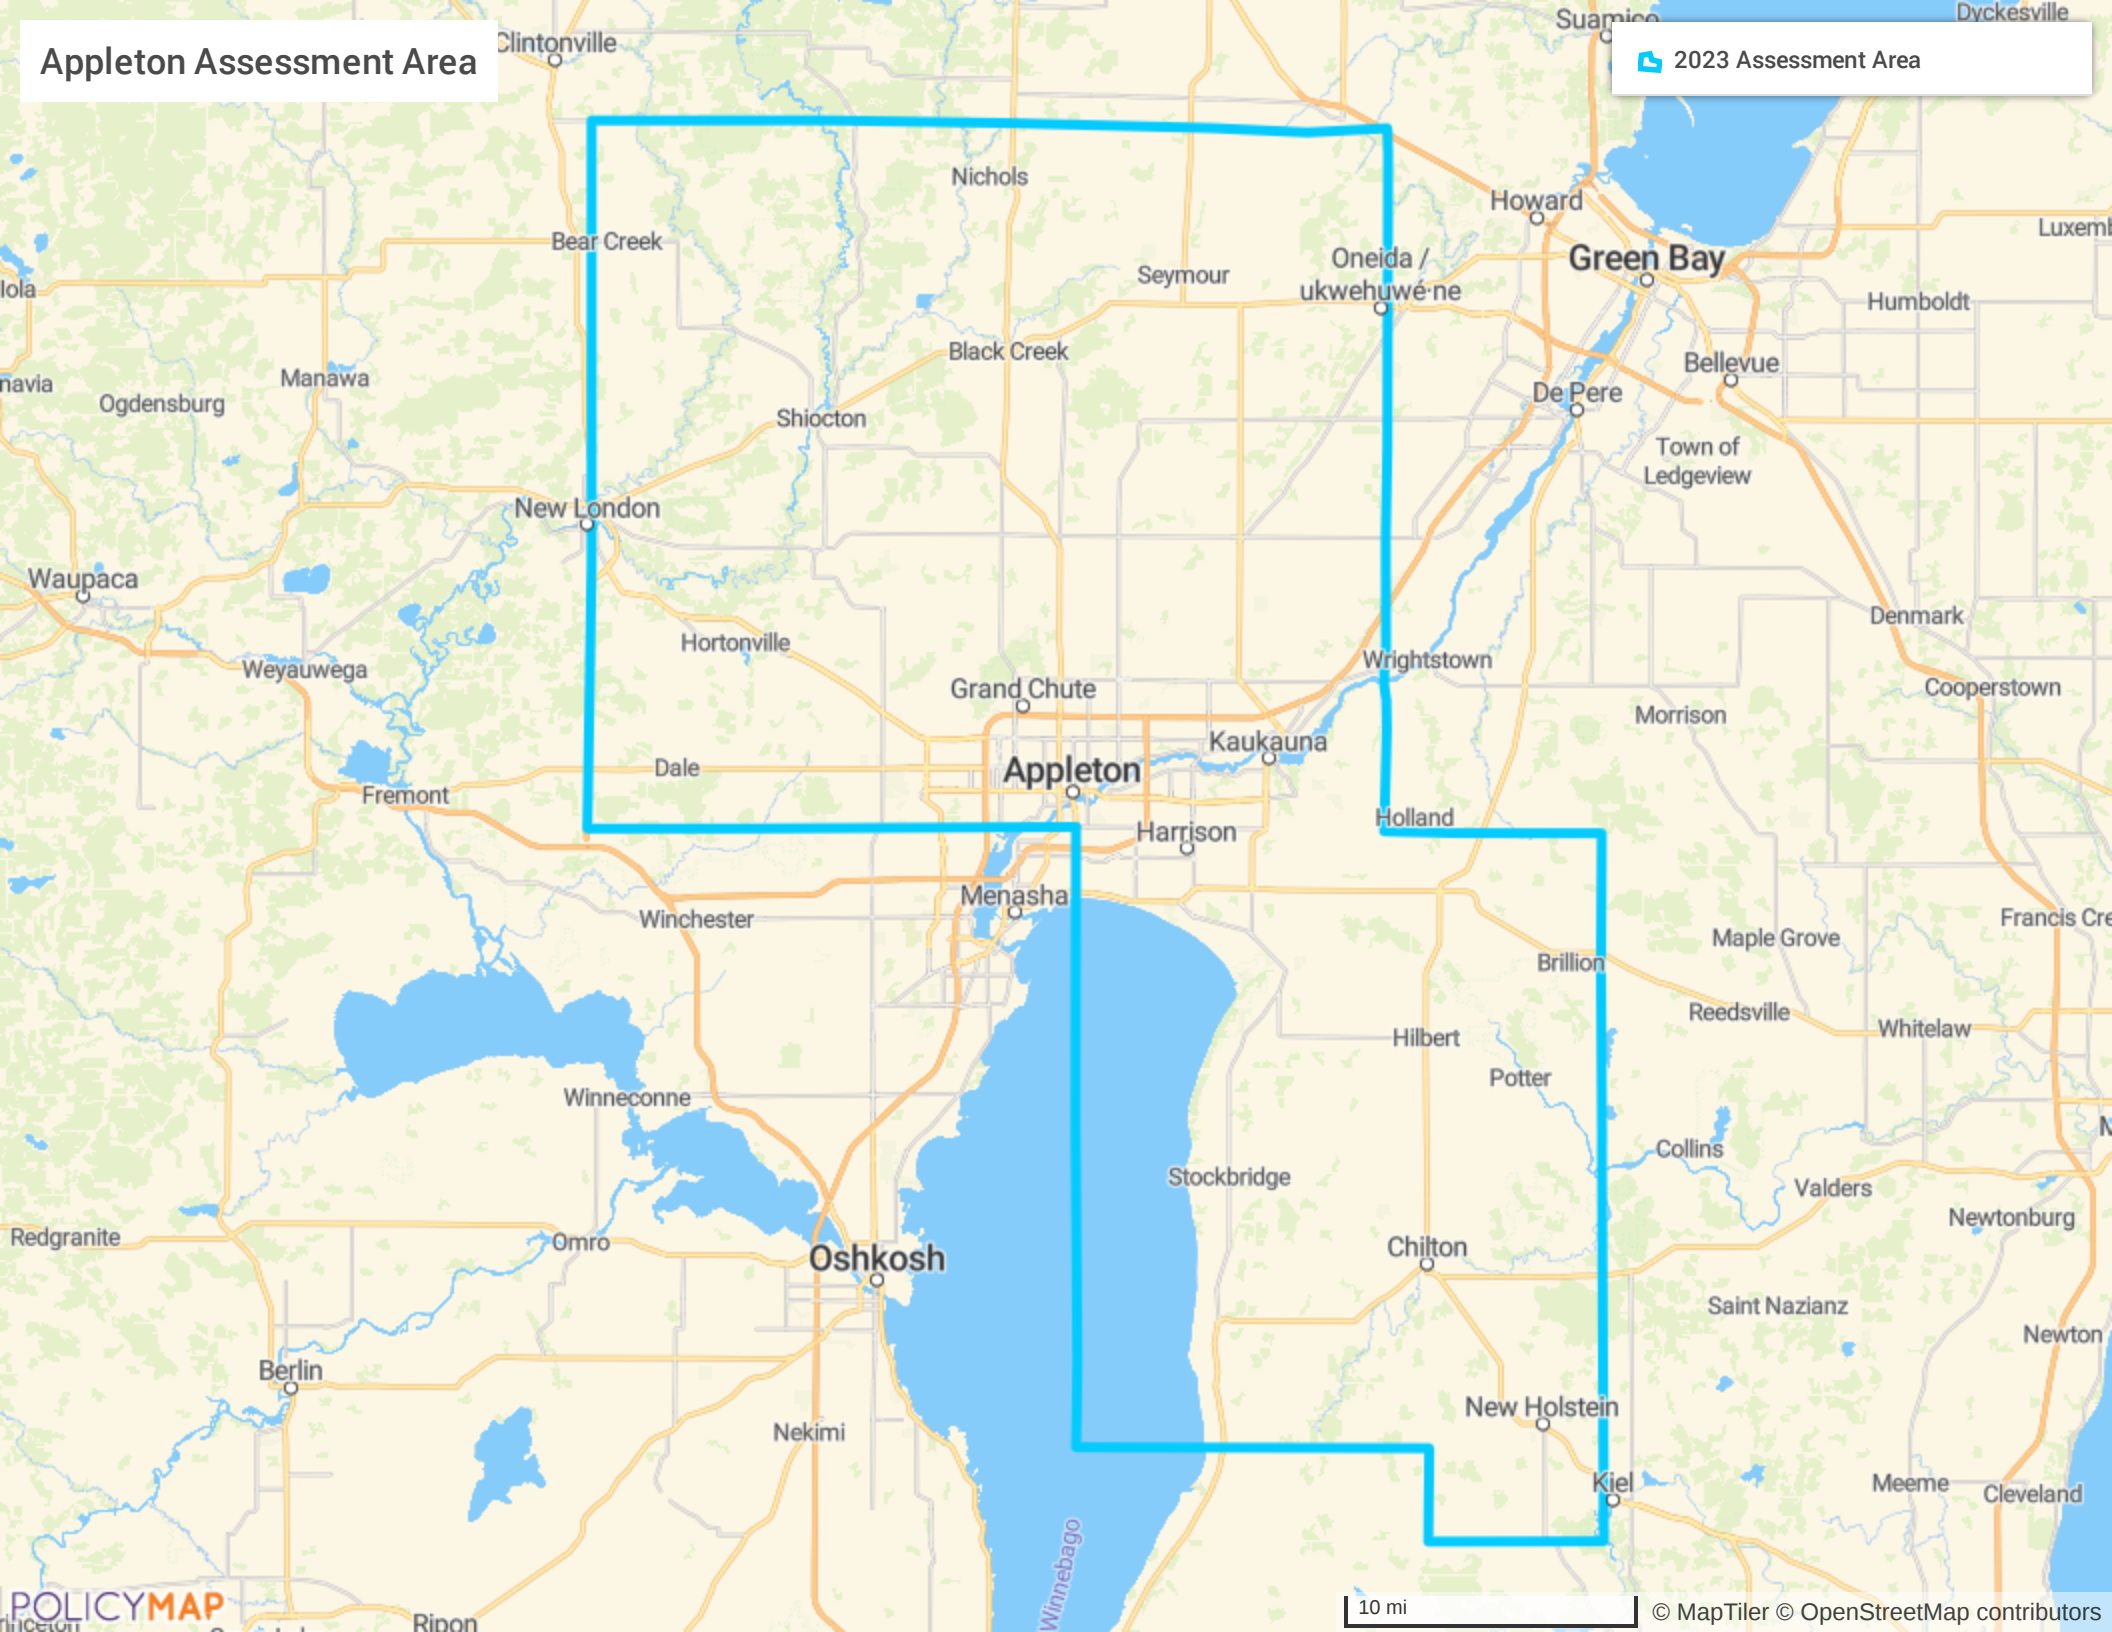 Appleton Assessment Area
2023 Assessment Area
Clintonville
Suamico
Dyckesville
Nichols
Howard
Bear Creek
Green Bay
Luxemb
Oneida /
ukwehuwé·ne
Seymour
Iola
Humboldt
Black Creek
Bellevue
Manawa
navia
De Pere
Ogdensburg
Shiocton
Town of
Ledgeview
New London
Waupaca
Denmark
Hortonville
Wrightstown
Weyauwega
Grand Chute
Cooperstown
Morrison
Kaukauna
Dale
Appleton
Fremont
Holland
Harrison
Menasha
Winchester
Francis Cre
Maple Grove
Brillion
Reedsville
Whitelaw
Hilbert
Potter
Winneconne
Collins
Stockbridge
Valders
Newtonburg
Redgranite
Omro
Chilton
Oshkosh
Saint Nazianz
Newton
Berlin
New Holstein
Nekimi
Kiel
Meeme
Cleveland
Winnebago
POLICYMAP
Ripon
10 mi
© MapTiler © OpenStreetMap contributors